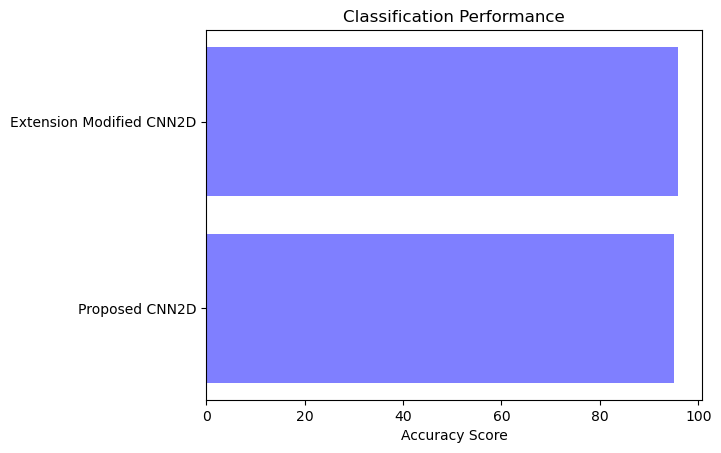 Classification Performance
Extension Modified CNN2D
Proposed CNN2D
0 20 40 60 80 100
Accuracy Score